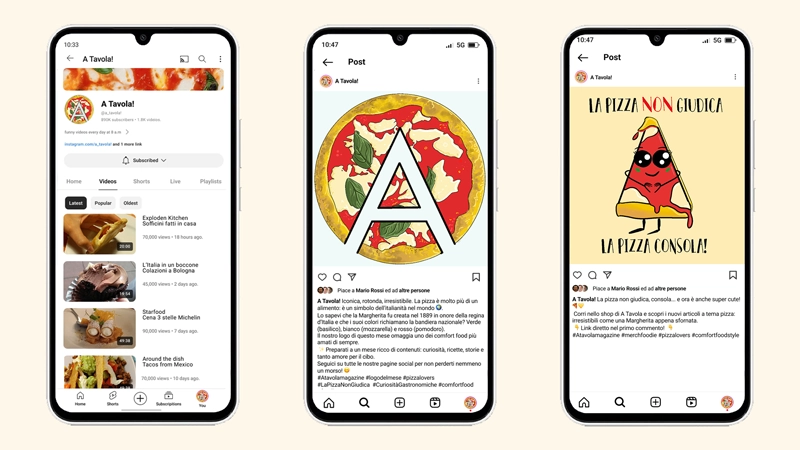 10:33
A Tavola!
A Tavola!
@a_tavola!
890K subscribers • 1.8K videos.
funny videos every day at 8 a.m.
instagram.com/a_tavola! and 1 more link
Subscribed
Home Videos Shorts Live Playlists
Latest Popular Oldest
Exploden Kitchen
Sofficini fatti in casa
70,000 views • 18 hours ago.
20:00
L'Italia in un boccone
Colazioni a Bologna
45,000 views • 2 days ago.
18:54
Starfood
Cena 3 stelle Michelin
90,000 views • 7 days ago.
49:38
Around the dish
Tacos from Mexico
70,000 views • 10 days ago.
Home Shorts Subscriptions You
10:47 5G
Post
A Tavola!
A
Piace a Mario Rossi ed ad altre persone
A Tavola! Iconica, rotonda, irresistibile. La pizza è molto più di un
alimento: è un simbolo dell'italianità nel mondo
Lo sapevi che la Margherita fu creata nel 1889 in onore della regina
d'Italia e che i suoi colori richiamano la bandiera nazionale? Verde
(basilico), bianco (mozzarella) e rosso (pomodoro).
Il nostro logo di questo mese omaggia uno dei comfort food più
amati di sempre.
Preparati a un mese ricco di contenuti: curiosità, ricette, storie e
tanto amore per il cibo.
Seguici su tutte le nostre pagine social per non perderti nemmeno
un morso!
#Atavolamagazine #logodelmese #pizzalovers
#LaPizzaNonGiudica #CuriositàGastronomiche #comfortfood
10:47 5G
Post
A Tavola!
LA PIZZA NON GIUDICA
LA PIZZA CONSOLA!
Piace a Mario Rossi ed ad altre persone
A Tavola! La pizza non giudica, consola... e ora è anche super cute!
Corri nello shop di A Tavola e scopri i nuovi articoli a tema pizza:
irresistibili come una Margherita appena sfornata.
Link diretto nel primo commento!
#Atavolamagazine #merchfoodie #pizzalovers #comfortfoodstyle